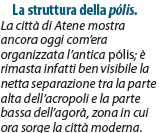 La struttura della pólis.
La città di Atene mostra
ancora oggi com'era
organizzata l'antica pólis; è
rimasta infatti ben visibile la
netta separazione tra la parte
alta dell'acropoli e la parte
bassa dell'agorà, zona in cui
ora sorge la città moderna.